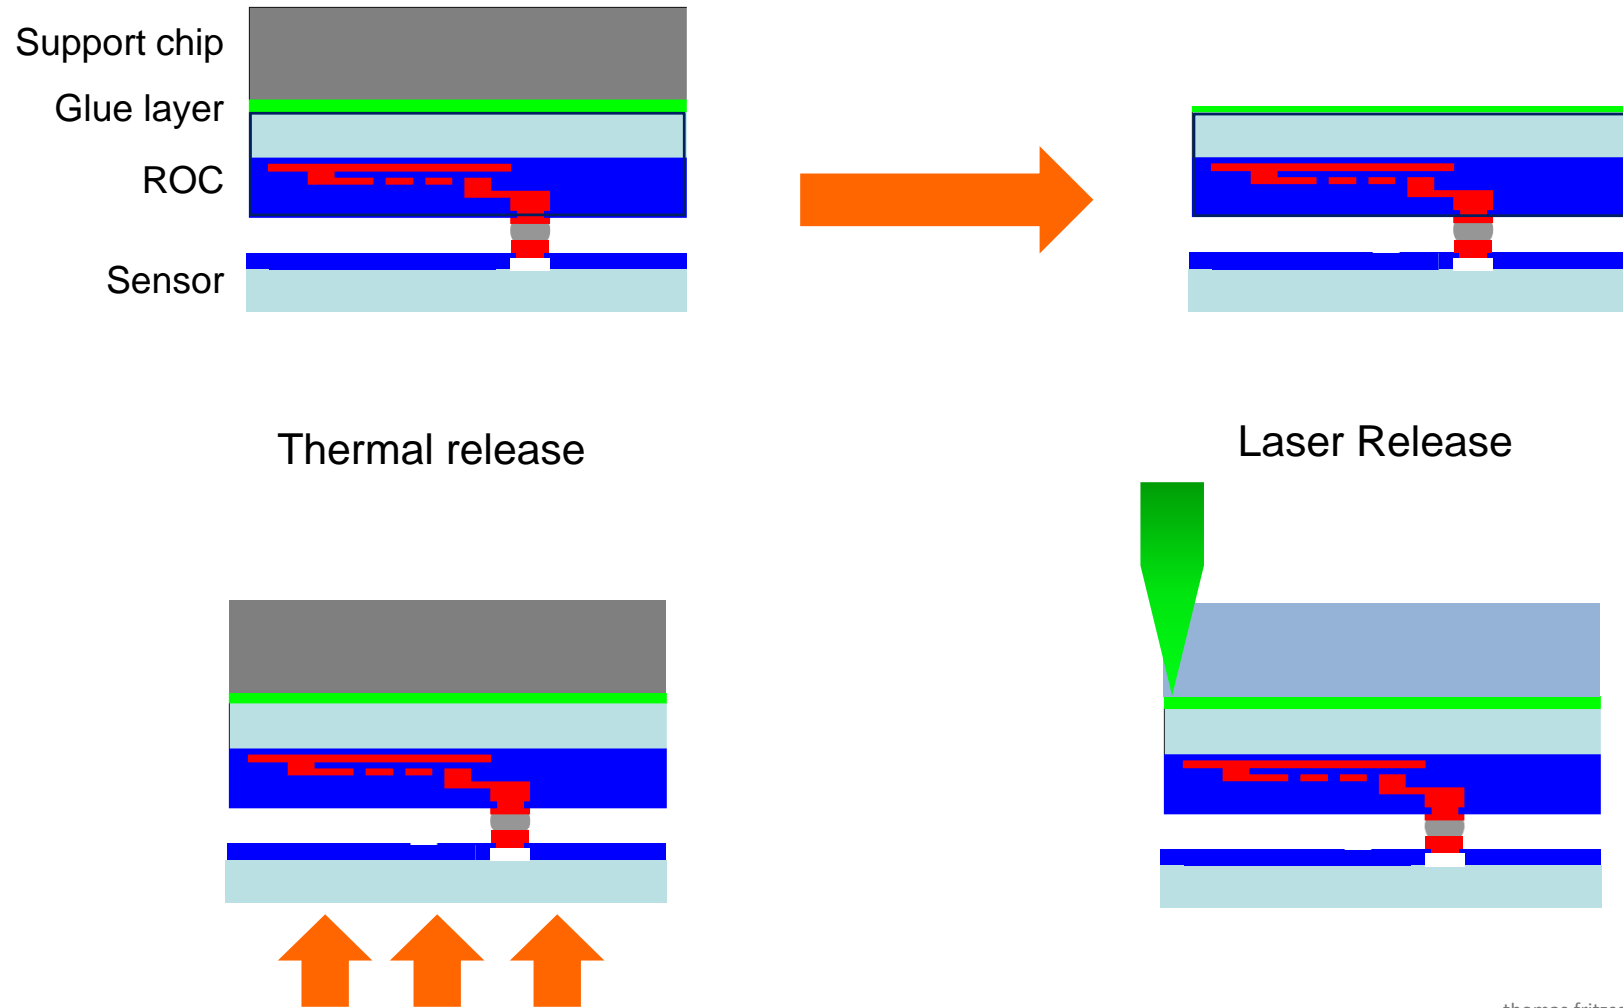 Support chip
Glue layer
ROC
Sensor
Thermal release
Laser Release